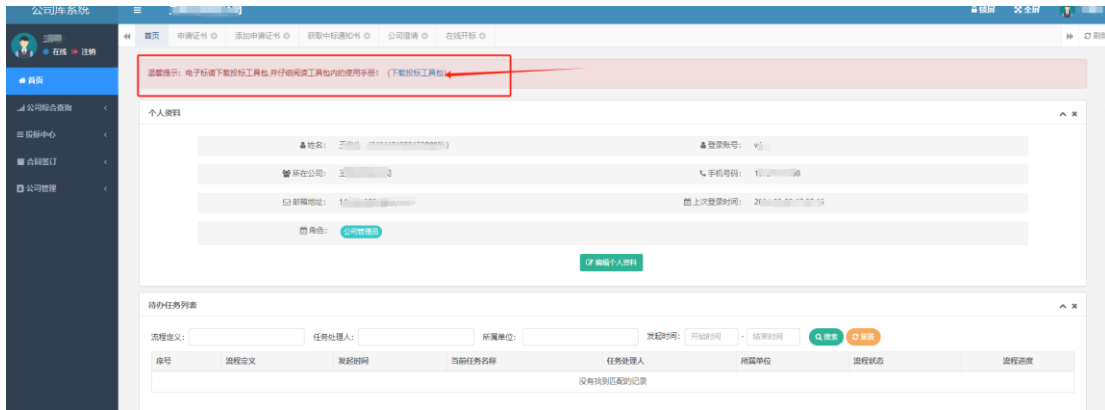 公司库系统
锁屏 全屏
在线 注销
首页 申请证书 添加申请证书 获取中标通知书 公司邀请 在线开标
首页
温馨提示：电子标请下载投标工具包,并仔细阅读工具包内的使用手册！（下载投标工具包）
公司综合查询
个人资料
投标中心
姓名: 登录账号:
合同签订
所在公司: 手机号码:
公司管理
邮箱地址: 上次登录时间:
角色: 公司管理员
编辑个人资料
待办任务列表
流程定义: 任务处理人: 所属单位: 发起时间: 开始时间 - 结束时间 搜索 重置
序号 流程定义 发起时间 当前任务名称 任务处理人 所属单位 流程状态 流程进度
没有找到匹配的记录